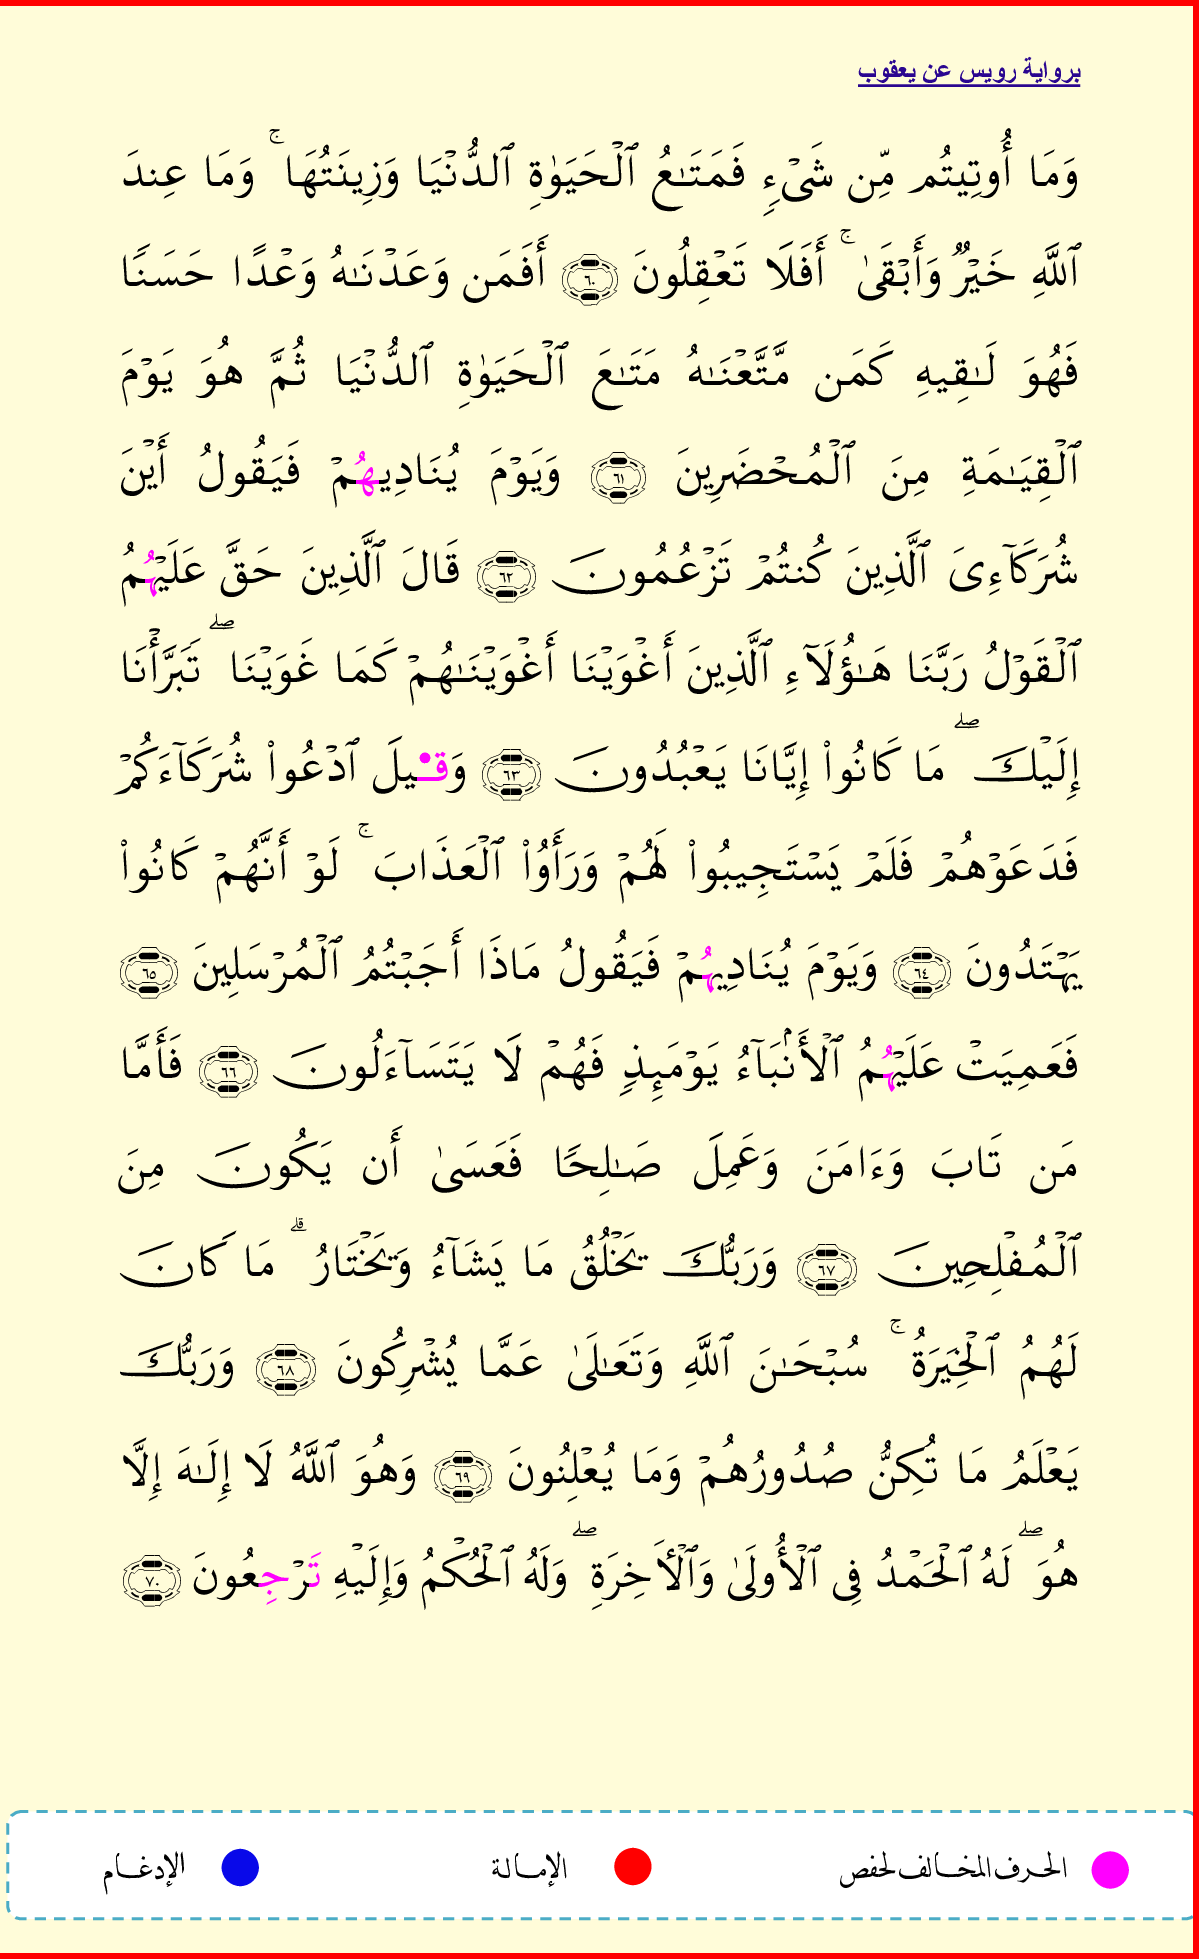 برواية رويس عن يعقوب
وَمَا أُوتِيتُم مِّن شَيْءٍ فَمَتَـٰعُ ٱلْحَيَوٰةِ ٱلدُّنْيَا وَزِينَتُهَا ۚ وَمَا عِندَ
ٱللَّهِ خَيْرٌ وَأَبْقَىٰ ۚ أَفَلَا تَعْقِلُونَ ٦٠ أَفَمَن وَعَدْنَـٰهُ وَعْدًا حَسَنًا
فَهُوَ لَـٰقِيهِ كَمَن مَّتَّعْنَـٰهُ مَتَـٰعَ ٱلْحَيَوٰةِ ٱلدُّنْيَا ثُمَّ هُوَ يَوْمَ
ٱلْقِيَـٰمَةِ مِنَ ٱلْمُحْضَرِينَ ٦١ وَيَوْمَ يُنَادِيهُمْ فَيَقُولُ أَيْنَ
شُرَكَآءِىَ ٱلَّذِينَ كُنتُمْ تَزْعُمُونَ ٦٢ قَالَ ٱلَّذِينَ حَقَّ عَلَيْهُمُ
ٱلْقَوْلُ رَبَّنَا هَـٰؤُلَآءِ ٱلَّذِينَ أَغْوَيْنَا أَغْوَيْنَـٰهُمْ كَمَا غَوَيْنَا ۖ تَبَرَّأْنَا
إِلَيْكَ ۖ مَا كَانُوا۟ إِيَّانَا يَعْبُدُونَ ٦٣ وَقِيلَ ٱدْعُوا۟ شُرَكَآءَكُمْ
فَدَعَوْهُمْ فَلَمْ يَسْتَجِيبُوا۟ لَهُمْ وَرَأَوُا۟ ٱلْعَذَابَ ۚ لَوْ أَنَّهُمْ كَانُوا۟
يَهْتَدُونَ ٦٤ وَيَوْمَ يُنَادِيهُمْ فَيَقُولُ مَاذَا أَجَبْتُمُ ٱلْمُرْسَلِينَ ٦٥
فَعَمِيَتْ عَلَيْهُمُ ٱلْأَنۢبَآءُ يَوْمَئِذٍ فَهُمْ لَا يَتَسَآءَلُونَ ٦٦ فَأَمَّا
مَن تَابَ وَءَامَنَ وَعَمِلَ صَـٰلِحًا فَعَسَىٰ أَن يَكُونَ مِنَ
ٱلْمُفْلِحِينَ ٦٧ وَرَبُّكَ يَخْلُقُ مَا يَشَآءُ وَيَخْتَارُ ۗ مَا كَانَ
لَهُمُ ٱلْخِيَرَةُ ۚ سُبْحَـٰنَ ٱللَّهِ وَتَعَـٰلَىٰ عَمَّا يُشْرِكُونَ ٦٨ وَرَبُّكَ
يَعْلَمُ مَا تُكِنُّ صُدُورُهُمْ وَمَا يُعْلِنُونَ ٦٩ وَهُوَ ٱللَّهُ لَا إِلَـٰهَ إِلَّا
هُوَ ۖ لَهُ ٱلْحَمْدُ فِى ٱلْأُولَىٰ وَٱلْأَخِرَةِ ۖ وَلَهُ ٱلْحُكْمُ وَإِلَيْهِ تَرْجِعُونَ ٧٠
الحرف المخالف لحفص الإمالة الإدغام